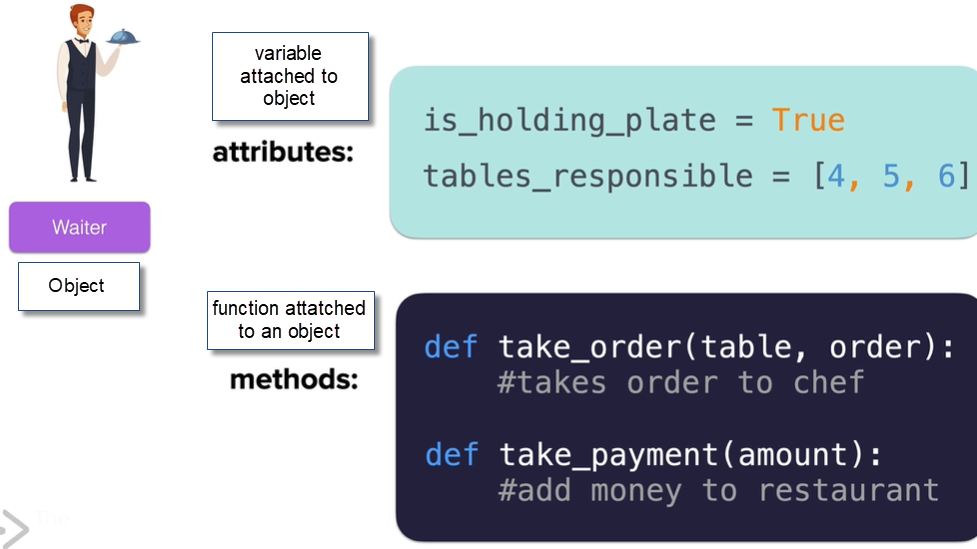 variable
attached to
object
attributes:
is_holding_plate = True
tables_responsible = [4, 5, 6]
Waiter
Object
function attatched
to an object
methods:
def take_order(table, order):
#takes order to chef
def take_payment(amount):
#add money to restaurant
The